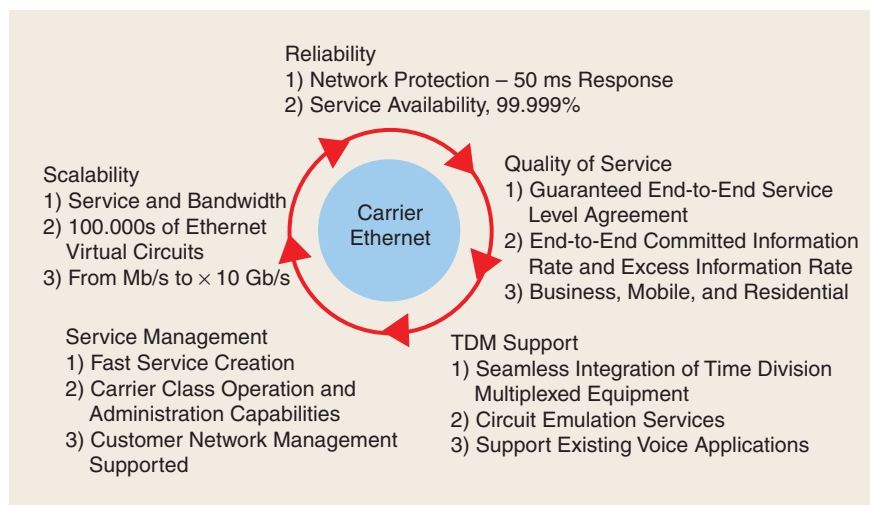 Reliability
1) Network Protection – 50 ms Response
2) Service Availability, 99.999%
Scalability
1) Service and Bandwidth
2) 100.000s of Ethernet
Virtual Circuits
3) From Mb/s to × 10 Gb/s
Carrier
Ethernet
Quality of Service
1) Guaranteed End-to-End Service
Level Agreement
2) End-to-End Committed Information
Rate and Excess Information Rate
3) Business, Mobile, and Residential
Service Management
1) Fast Service Creation
2) Carrier Class Operation and
Administration Capabilities
3) Customer Network Management
Supported
TDM Support
1) Seamless Integration of Time Division
Multiplexed Equipment
2) Circuit Emulation Services
3) Support Existing Voice Applications